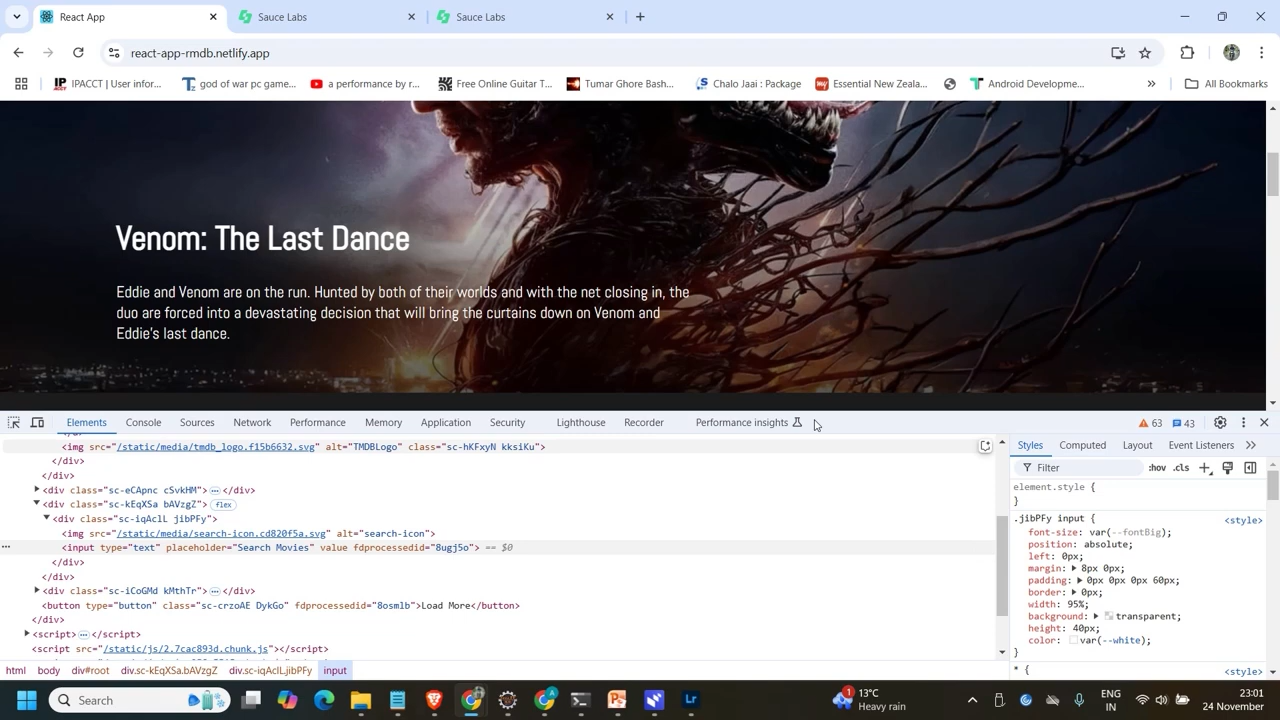 React App
Sauce Labs
Sauce Labs
react-app-rmdb.netlify.app
IPACCT | User infor...
god of war pc game...
a performance by r...
Free Online Guitar T...
Tumar Ghore Bash...
Chalo Jaai : Package
Essential New Zeala...
Android Developme...
All Bookmarks
Venom: The Last Dance
Eddie and Venom are on the run. Hunted by both of their worlds and with the net closing in, the
duo are forced into a devastating decision that will bring the curtains down on Venom and
Eddie's last dance.
Elements Console Sources Network Performance Memory Application Security Lighthouse Recorder Performance insights 63 43
<img src="/static/media/tmdb_logo.f15b6632.svg" alt="TMDBLogo" class="sc-hKFxyN kksiKu">
</div>
</div>
<div class="sc-eCApnc cSvkHM"> … </div>
<div class="sc-kEqXSa bAVzgZ"> flex
<div class="sc-iqAclL jibPFy">
<img src="/static/media/search-icon.cd820f5a.svg" alt="search-icon">
<input type="text" placeholder="Search Movies" value fdprocessedid="8ugj5o"> == $0
</div>
</div>
<div class="sc-iCoGMd kMthTr"> … </div>
<button type="button" class="sc-crzoAE DykGo" fdprocessedid="8osmlb">Load More</button>
</div>
<script> … </script>
<script src="/static/js/2.7cac893d.chunk.js"></script>
html body div#root div.sc-kEqXSa.bAVzgZ div.sc-iqAclL.jibPFy input
Styles Computed Layout Event Listeners
Filter :hov .cls
element.style {
}
.jibPFy input { <style>
font-size: var(--fontBig);
position: absolute;
left: 0px;
margin: 8px 0px;
padding: 0px 0px 0px 60px;
border: 0px;
width: 95%;
background: transparent;
height: 40px;
color: var(--white);
}
* { <style>
Search
1
13°C
Heavy rain
ENG
IN
23:01
24 November